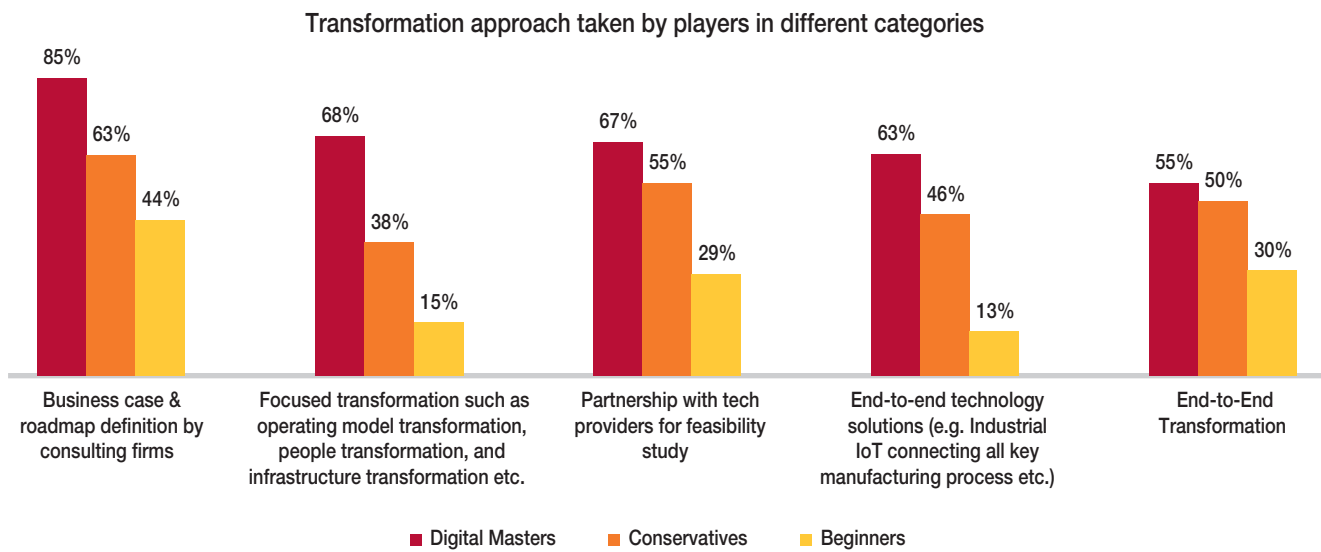 Transformation approach taken by players in different categories
85%
63%
44%
68%
38%
15%
67%
55%
29%
63%
46%
13%
55%
50%
30%
Business case &
roadmap definition by
consulting firms
Focused transformation such as
operating model transformation,
people transformation, and
infrastructure transformation etc.
Partnership with tech
providers for feasibility
study
End-to-end technology
solutions (e.g. Industrial
IoT connecting all key
manufacturing process etc.)
End-to-End
Transformation
Digital Masters
Conservatives
Beginners